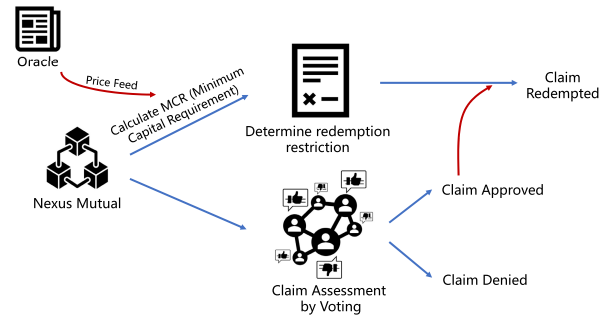 Oracle
Price Feed
Calculate MCR (Minimum
Capital Requirement)
Determine redemption
restriction
Claim
Redempted
Nexus Mutual
Claim Approved
Claim Assessment
by Voting
Claim Denied